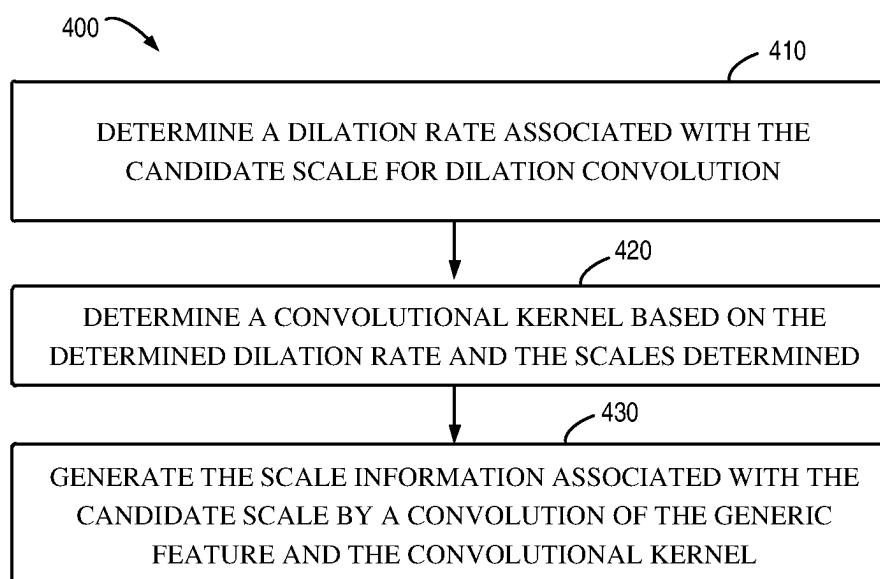 400
410
DETERMINE A DILATION RATE ASSOCIATED WITH THE
CANDIDATE SCALE FOR DILATION CONVOLUTION
420
DETERMINE A CONVOLUTIONAL KERNEL BASED ON THE
DETERMINED DILATION RATE AND THE SCALES DETERMINED
430
GENERATE THE SCALE INFORMATION ASSOCIATED WITH THE
CANDIDATE SCALE BY A CONVOLUTION OF THE GENERIC
FEATURE AND THE CONVOLUTIONAL KERNEL